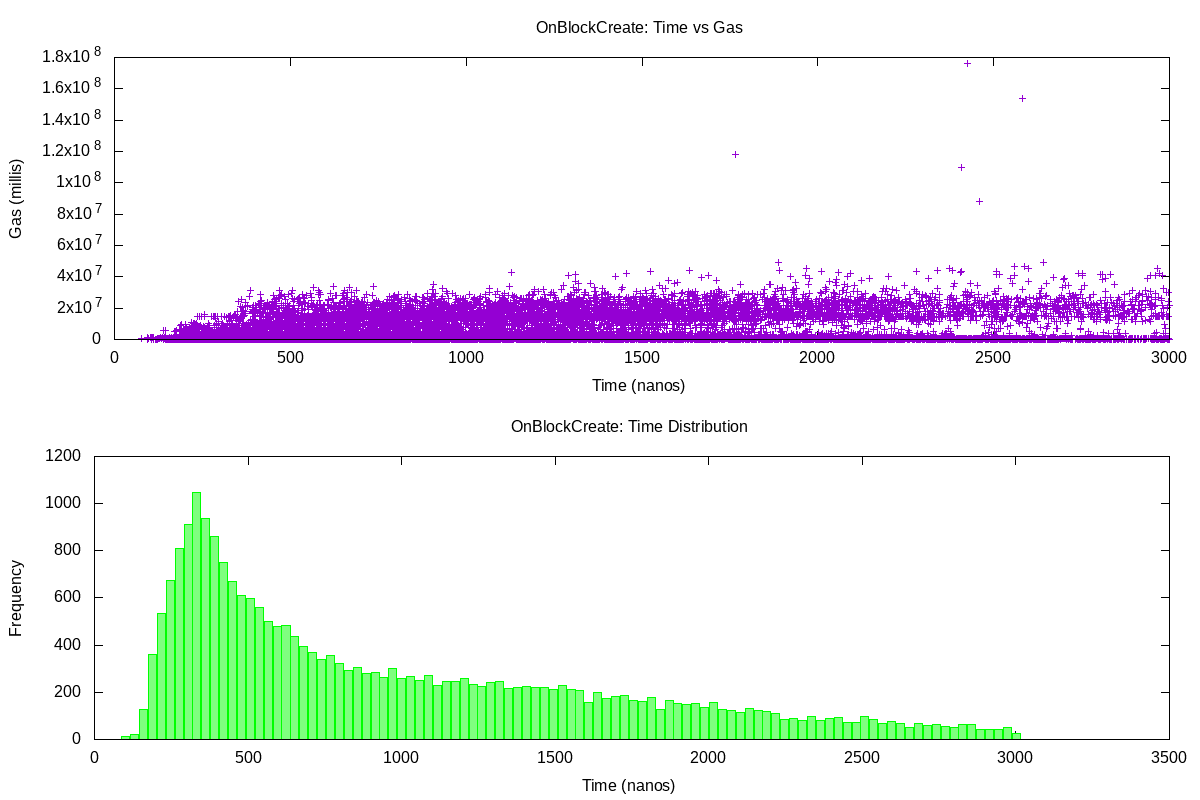 OnBlockCreate: Time vs Gas
1.8x10^8
1.6x10^8
1.4x10^8
1.2x10^8
1x10^8
8x10^7
6x10^7
4x10^7
2x10^7
0
Gas (millis)
0 500 1000 1500 2000 2500 3000
Time (nanos)
OnBlockCreate: Time Distribution
1200
1000
800
600
400
200
0
Frequency
0 500 1000 1500 2000 2500 3000 3500
Time (nanos)